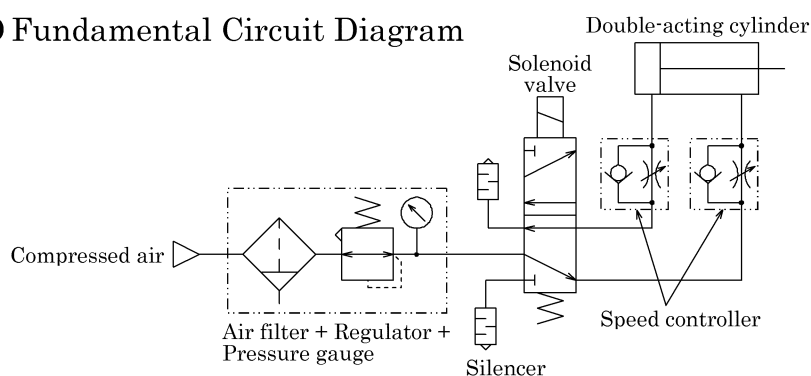 Fundamental Circuit Diagram
Double-acting cylinder
Solenoid
valve
Compressed air
Air filter + Regulator +
Pressure gauge
Speed controller
Silencer